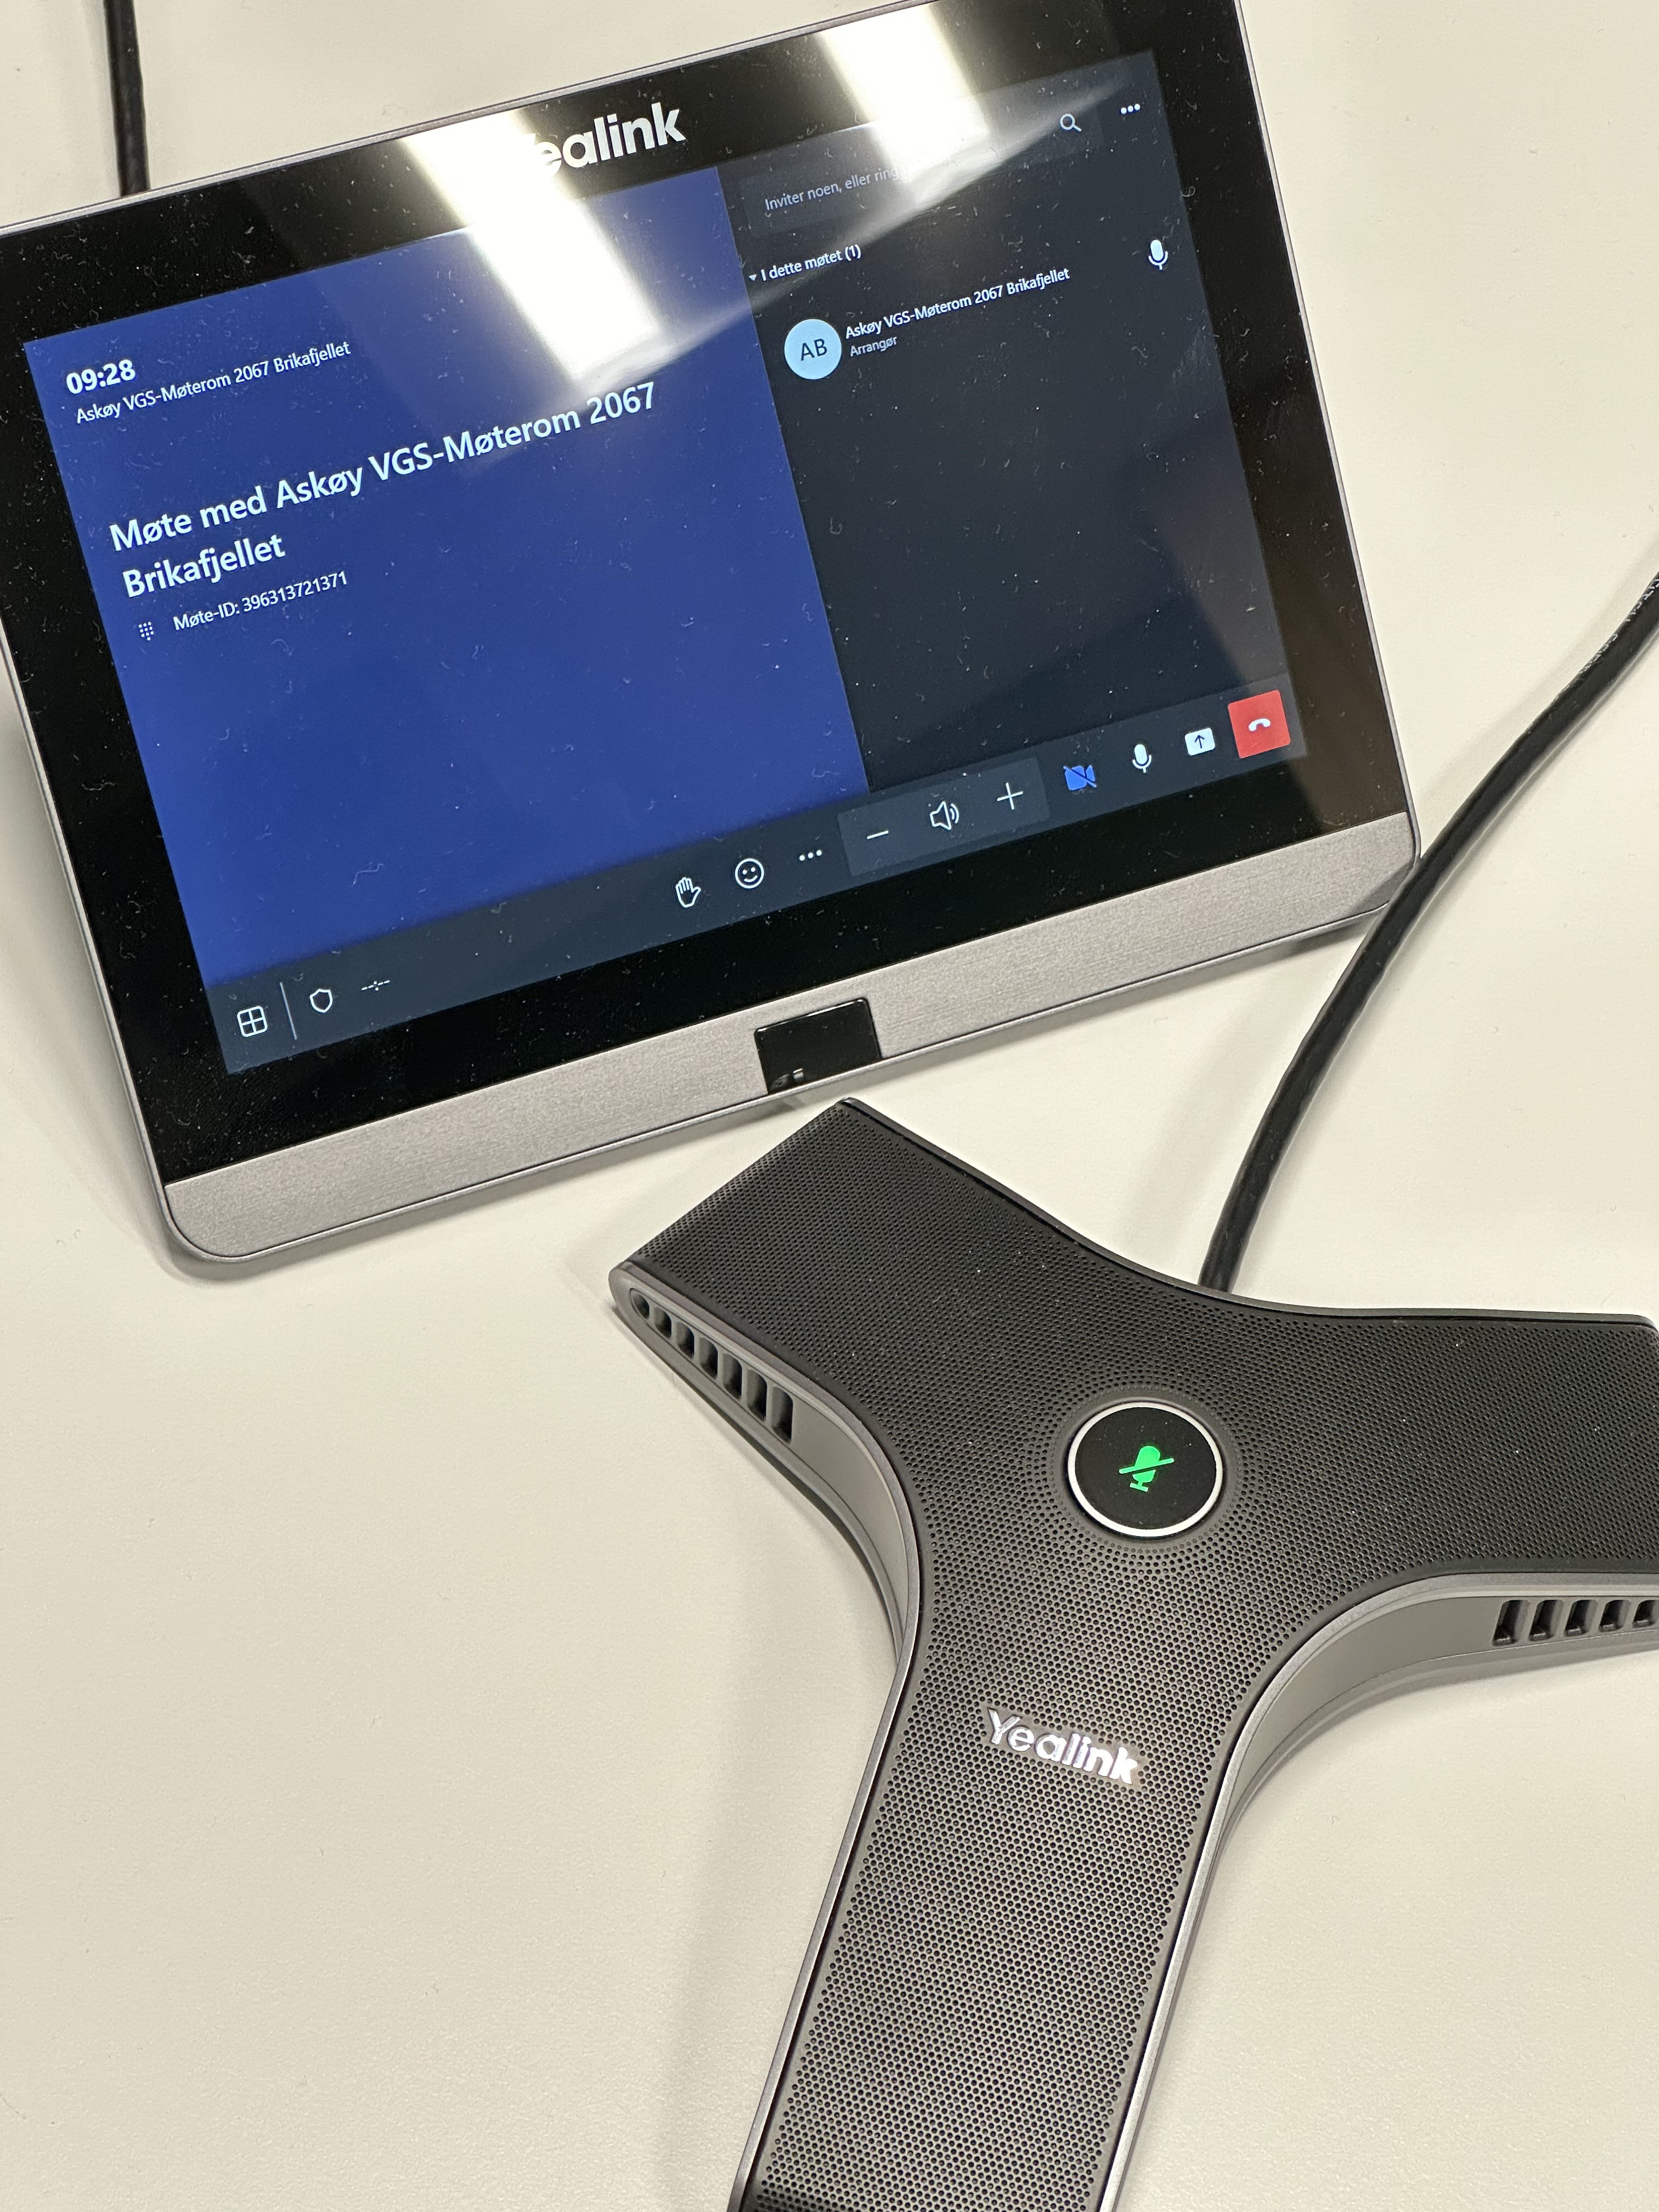 Yealink
09:28
Askøy VGS-Møterom 2067 Brikafjellet
Møte med Askøy VGS-Møterom 2067
Brikafjellet
Møte-ID: 396313721371
Inviter noen, eller ring
I dette møtet (1)
AB
Askøy VGS-Møterom 2067 Brikafjellet
Arrangør
Yealink